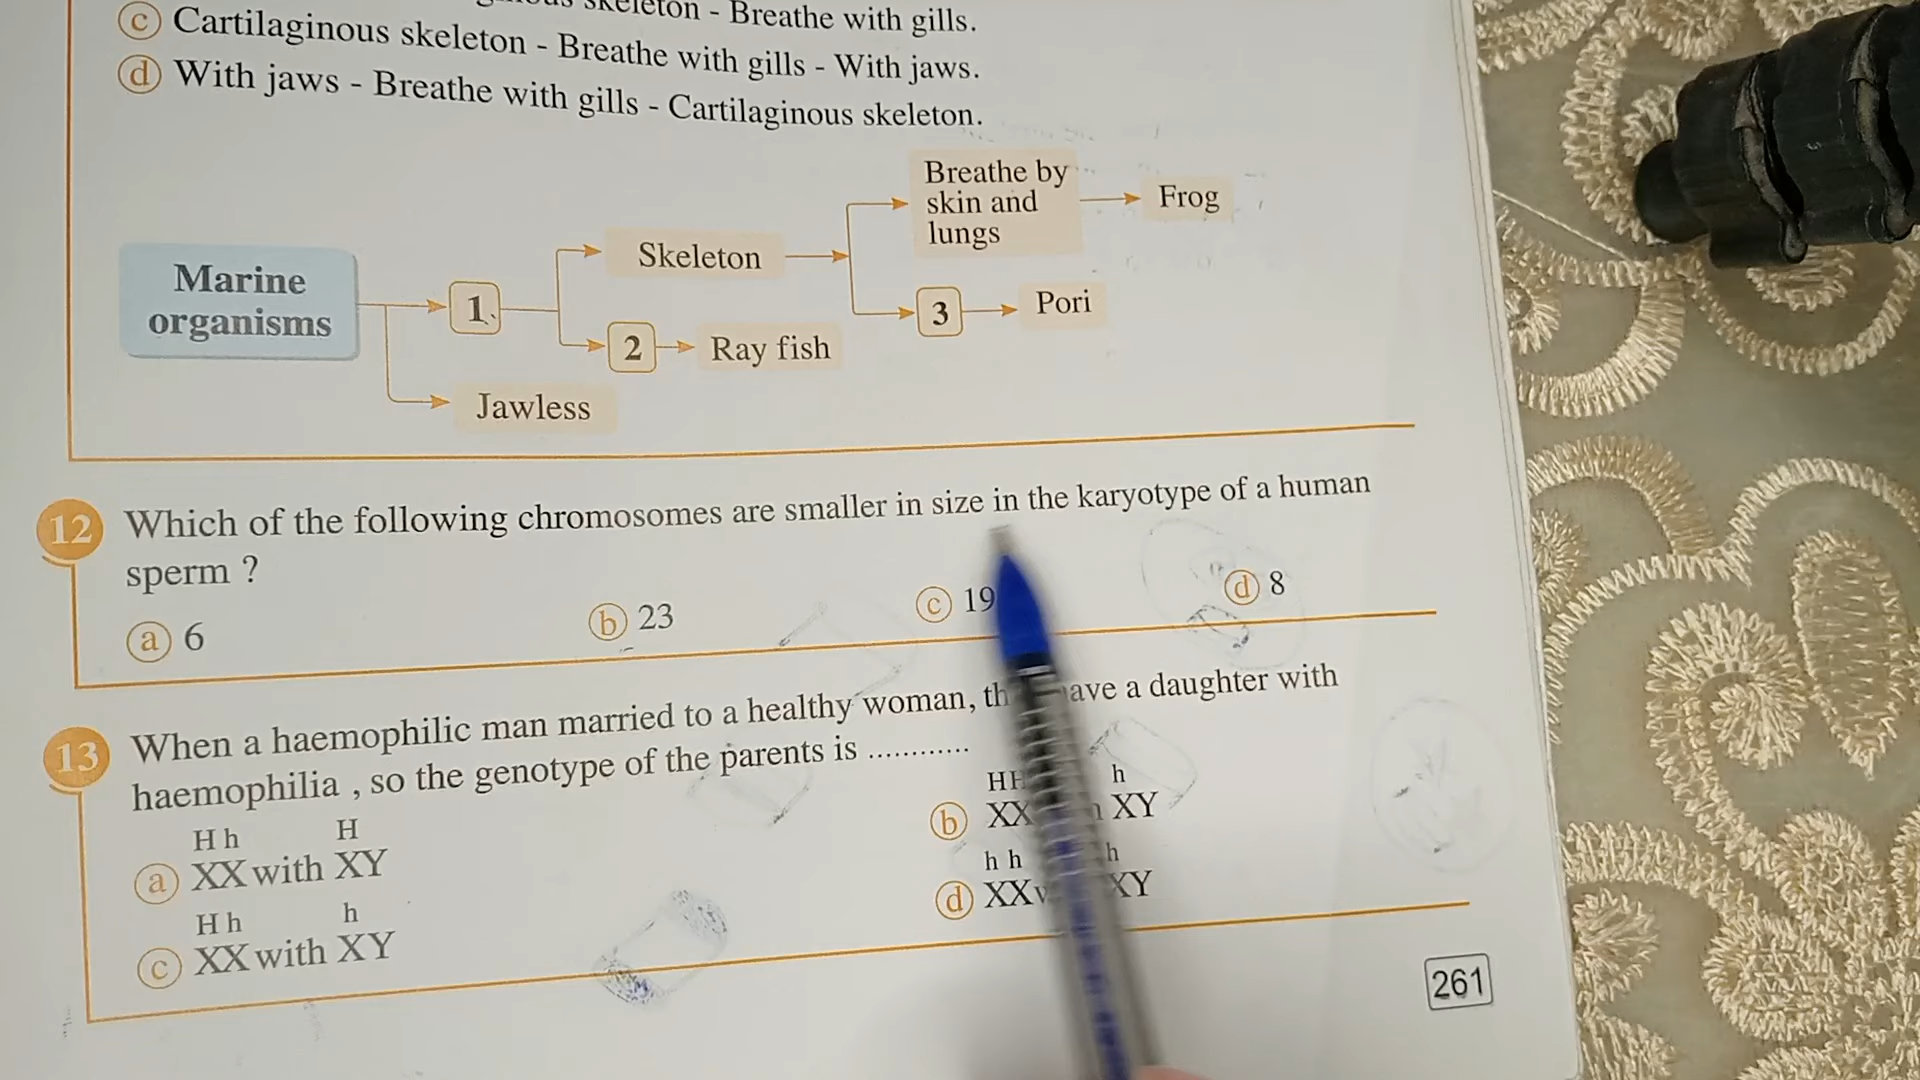 skeleton - Breathe with gills.
c Cartilaginous skeleton - Breathe with gills - With jaws.
d With jaws - Breathe with gills - Cartilaginous skeleton.
Breathe by
skin and
lungs
Frog
Skeleton
Marine
organisms
1
3
Pori
2
Ray fish
Jawless
12 Which of the following chromosomes are smaller in size in the karyotype of a human
sperm ?
a 6
b 23
c 19
d 8
13 When a haemophilic man married to a healthy woman, have a daughter with
haemophilia , so the genotype of the parents is ............
H h H
a XX with XY
HH h
b XX XY
H h h
c XX with XY
h h h
d XX XY
261